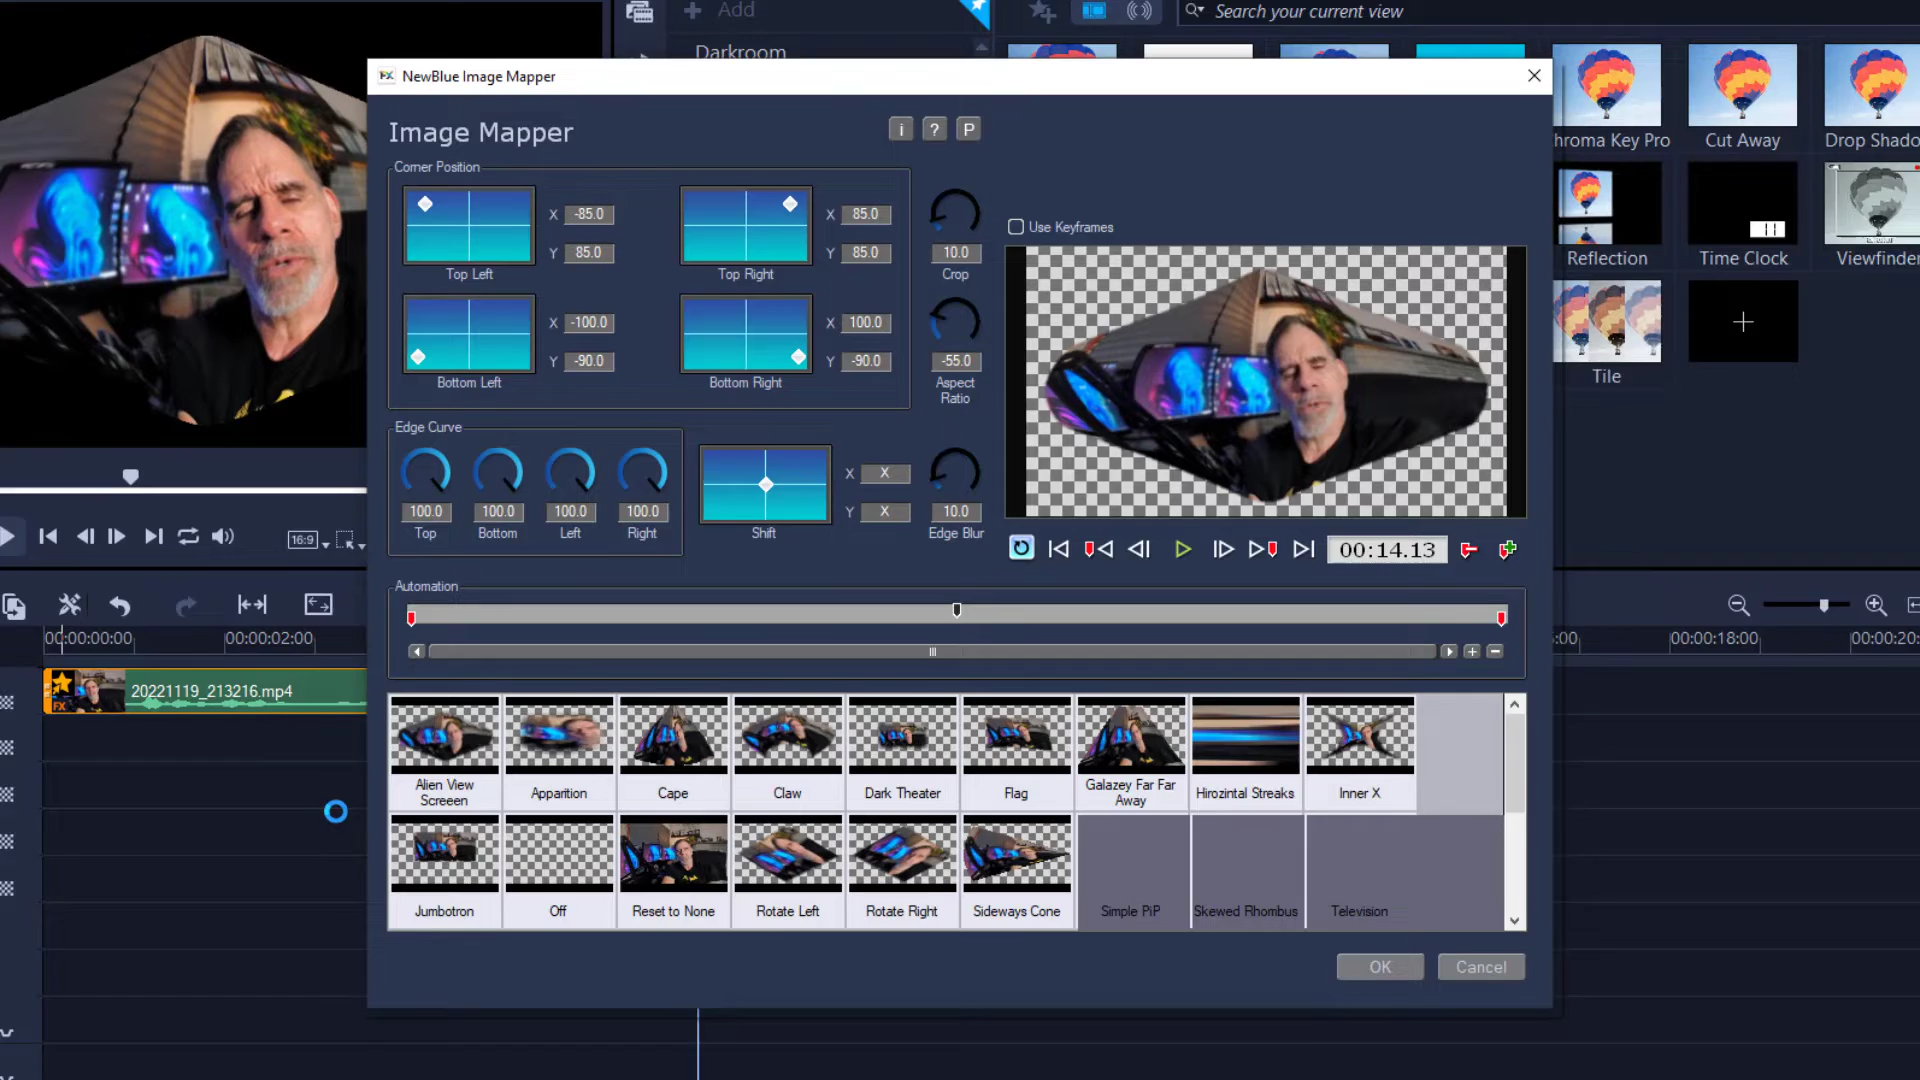 Add
Search your current view
Darkroom
FX NewBlue Image Mapper
Image Mapper
i ? P
Corner Position
X -85.0
Y 85.0
Top Left
X 85.0
Y 85.0
Top Right
10.0
Crop
X -100.0
Y -90.0
Bottom Left
X 100.0
Y -90.0
Bottom Right
-55.0
Aspect
Ratio
Use Keyframes
Edge Curve
100.0 100.0 100.0 100.0
Top Bottom Left Right
X X
Y X
Shift
10.0
Edge Blur
00:14.13
Automation
Alien View
Screeen
Apparition
Cape
Claw
Dark Theater
Flag
Galazey Far Far
Away
Hirozintal Streaks
Inner X
Jumbotron
Off
Reset to None
Rotate Left
Rotate Right
Sideways Cone
Simple PiP
Skewed Rhombus
Television
OK
Cancel
hroma Key Pro
Cut Away
Drop Shado
Reflection
Time Clock
Viewfinder
Tile
16:9
00:00:00:00
00:00:02:00
:00
00:00:18:00
00:00:20:
FX
20221119_213216.mp4